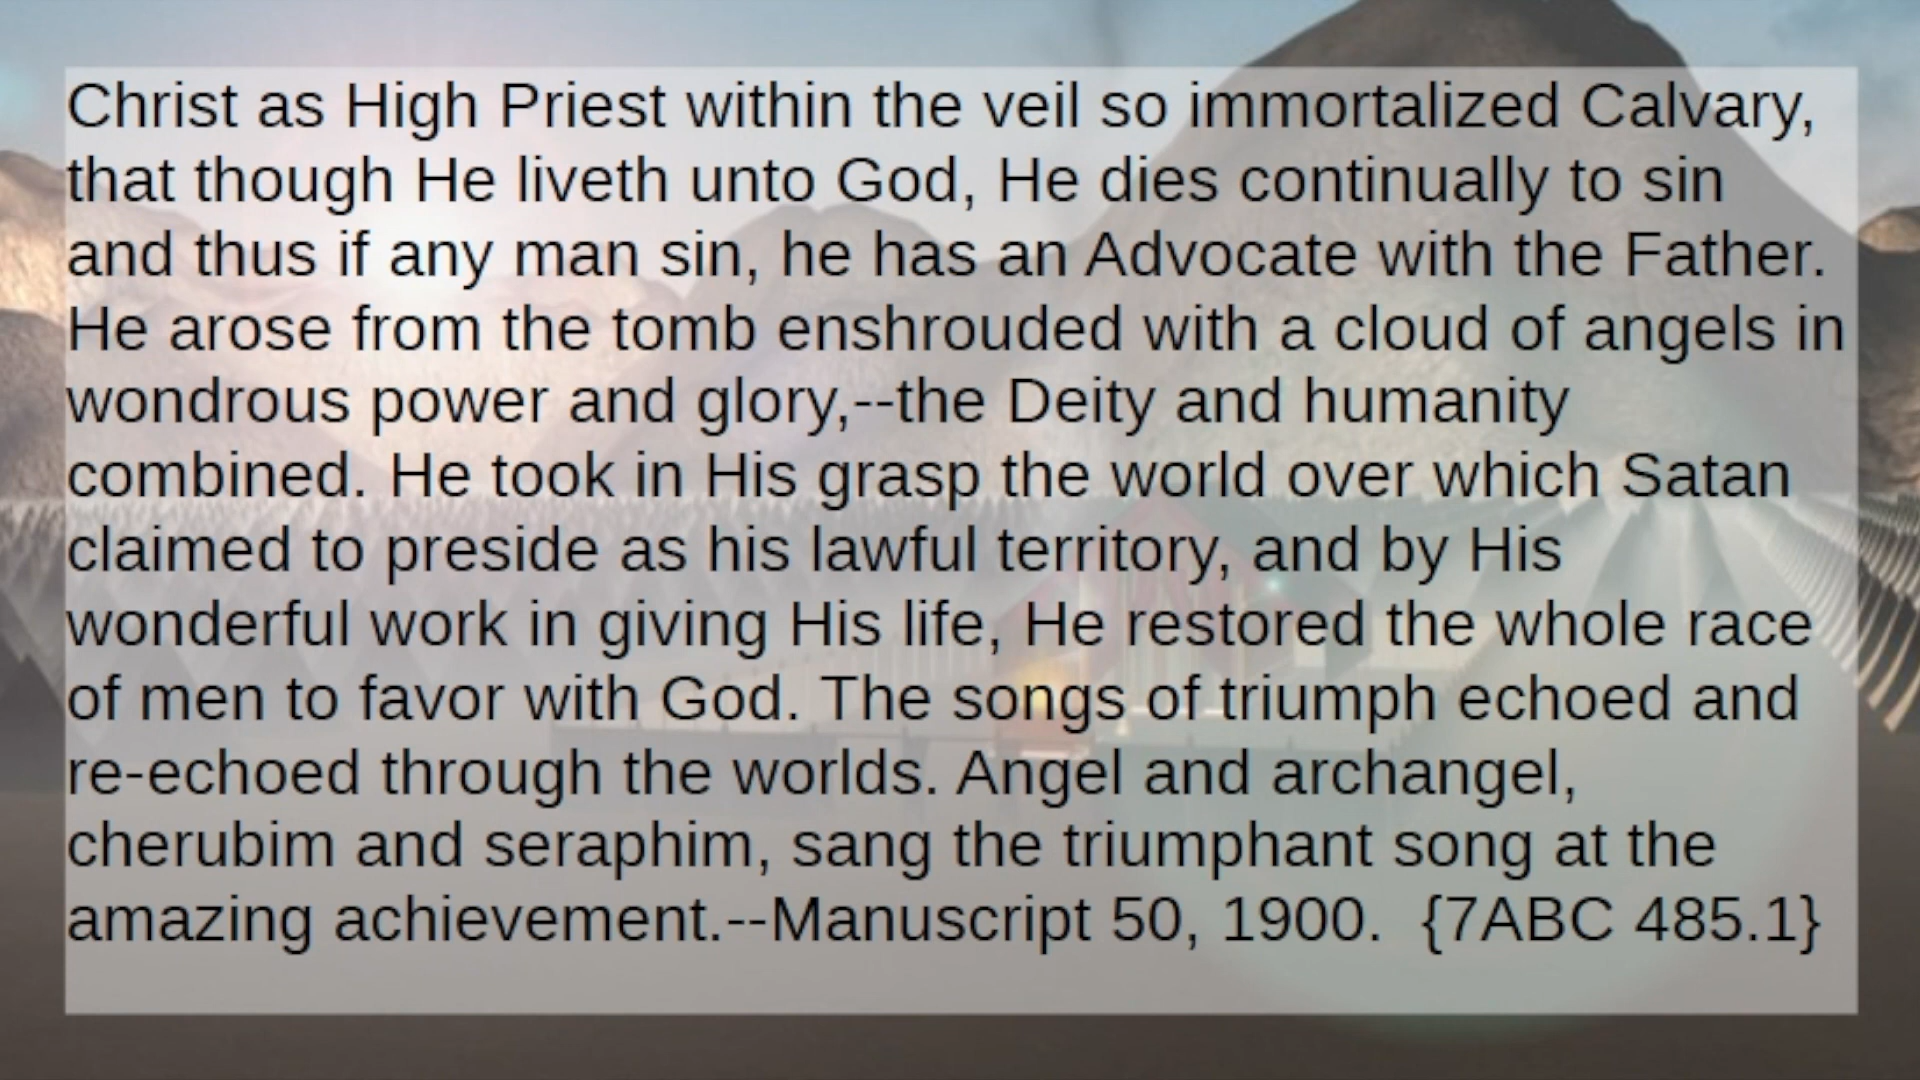 Christ as High Priest within the veil so immortalized Calvary,
that though He liveth unto God, He dies continually to sin
and thus if any man sin, he has an Advocate with the Father.
He arose from the tomb enshrouded with a cloud of angels in
wondrous power and glory,--the Deity and humanity
combined. He took in His grasp the world over which Satan
claimed to preside as his lawful territory, and by His
wonderful work in giving His life, He restored the whole race
of men to favor with God. The songs of triumph echoed and
re-echoed through the worlds. Angel and archangel,
cherubim and seraphim, sang the triumphant song at the
amazing achievement.--Manuscript 50, 1900.  {7ABC 485.1}